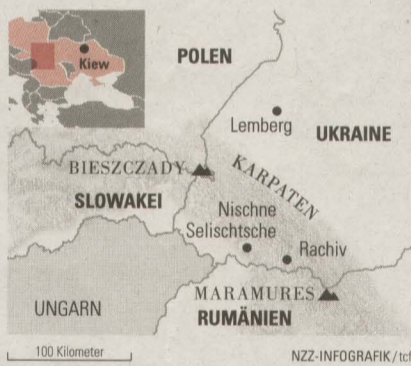 Kiew
POLEN
Lemberg
UKRAINE
BIESZCZADY
KARPATEN
SLOWAKEI
Nischne
Selischtsche
Rachiv
UNGARN
MARAMURES
RUMÄNIEN
100 Kilometer
NZZ-INFOGRAFIK / tcf